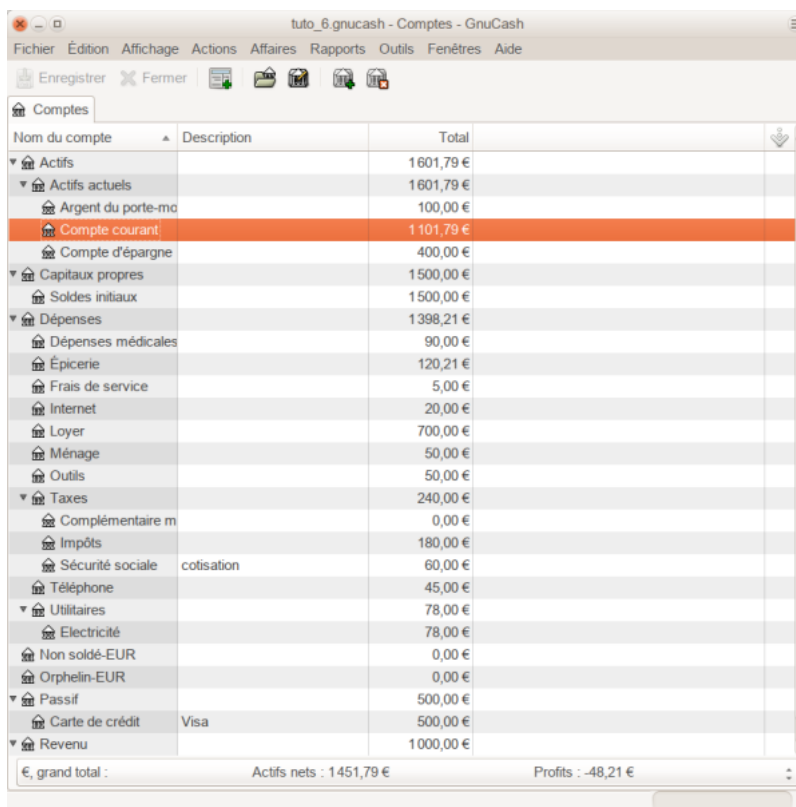 tuto_6.gnucash - Comptes - GnuCash
Fichier Édition Affichage Actions Affaires Rapports Outils Fenêtres Aide
Enregistrer Fermer
Comptes
Nom du compte Description Total
Actifs 1601,79 €
Actifs actuels 1601,79 €
Argent du porte-mo 100,00 €
Compte courant 1101,79 €
Compte d'épargne 400,00 €
Capitaux propres 1500,00 €
Soldes initiaux 1500,00 €
Dépenses 1398,21 €
Dépenses médicales 90,00 €
Épicerie 120,21 €
Frais de service 5,00 €
Internet 20,00 €
Loyer 700,00 €
Ménage 50,00 €
Outils 50,00 €
Taxes 240,00 €
Complémentaire m 0,00 €
Impôts 180,00 €
Sécurité sociale cotisation 60,00 €
Téléphone 45,00 €
Utilitaires 78,00 €
Electricité 78,00 €
Non soldé-EUR 0,00 €
Orphelin-EUR 0,00 €
Passif 500,00 €
Carte de crédit Visa 500,00 €
Revenu 1000,00 €
€, grand total : Actifs nets : 1451,79 € Profits : -48,21 €